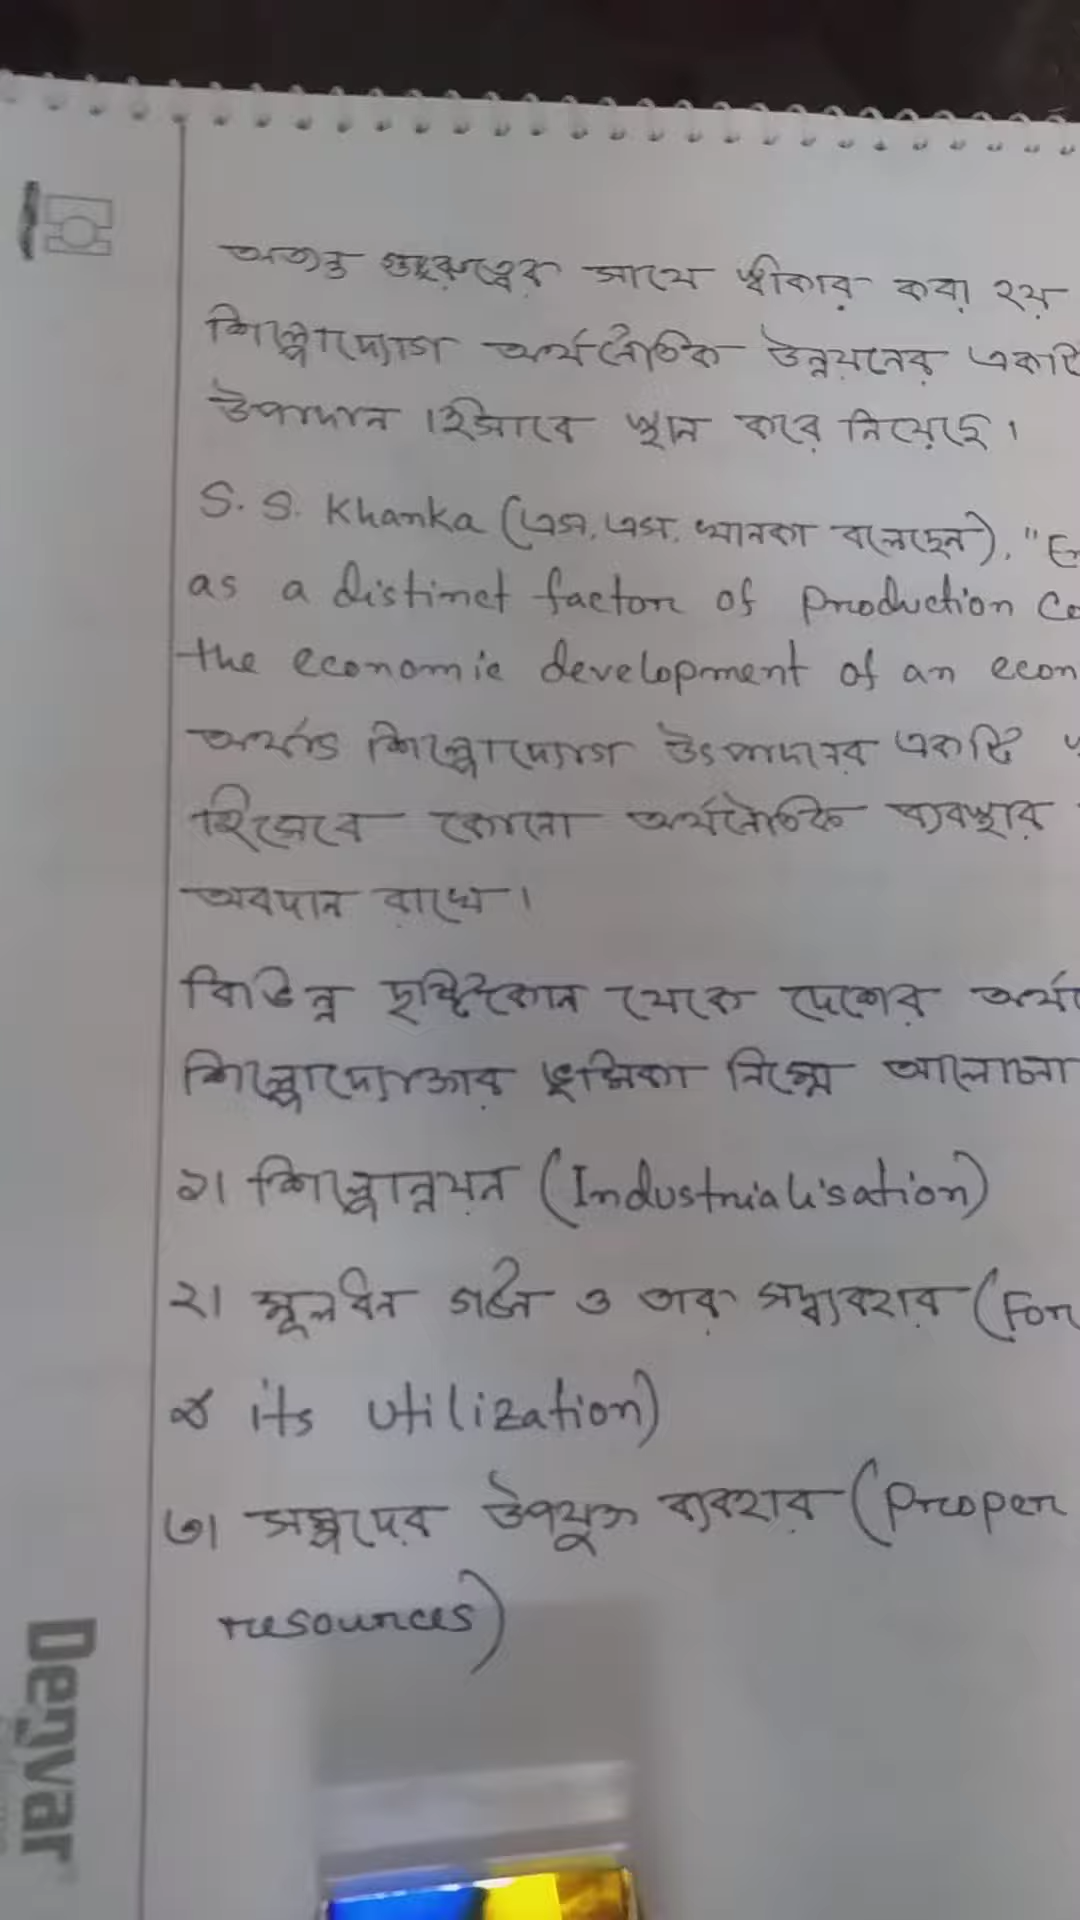 অত্যন্ত গুরুত্বের সাথে স্বীকার করা হয়
শিল্পোদ্যোগ অর্থনৈতিক উন্নয়নের একটি
উপাদান হিসাবে স্থান করে নিয়েছে।
S. S. Khanka (এস. এস. খানকা বলেছেন), "
as a distinct factor of Production
the economic development of an
অর্থাৎ শিল্পোদ্যোগ উৎপাদনের একটি
হিসেবে কোনো অর্থনৈতিক ব্যবস্থার
অবদান রাখে।
বিভিন্ন দৃষ্টিকোন থেকে দেশের
শিল্পোদ্যোক্তার ভূমিকা নিম্নে আলোচনা
১। শিল্পোন্নয়ন (Industrialisation)
২। মূলধন গঠন ও তার সদ্ব্যবহার (For
& its utilization)
৩। সম্পদের উপযুক্ত ব্যবহার (Proper
resources)
Denvar